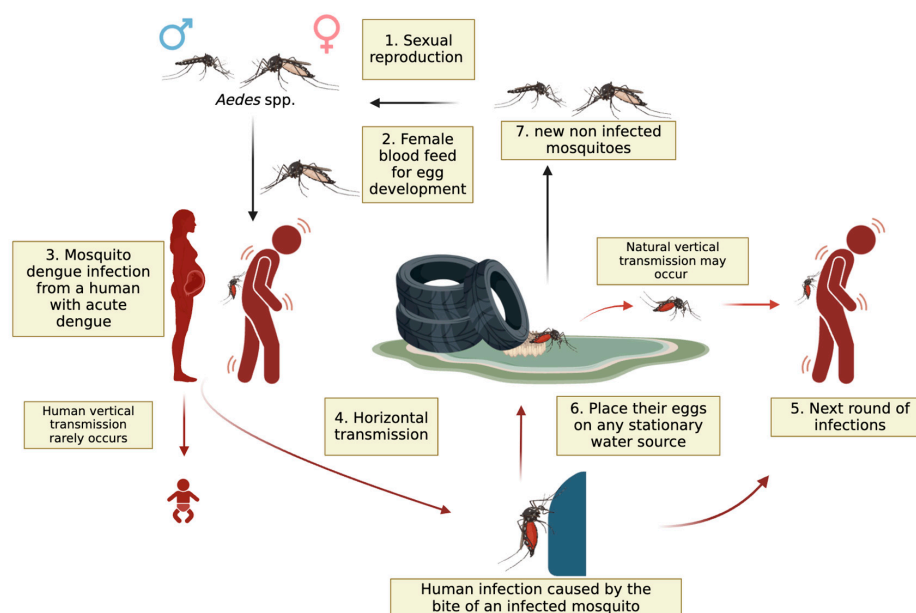 1. Sexual
reproduction
Aedes spp.
2. Female
blood feed
for egg
development
7. new non infected
mosquitoes
3. Mosquito
dengue infection
from a human
with acute
dengue
Natural vertical
transmission may
occur
Human vertical
transmission
rarely occurs
4. Horizontal
transmission
6. Place their eggs
on any stationary
water source
5. Next round of
infections
Human infection caused by the
bite of an infected mosquito